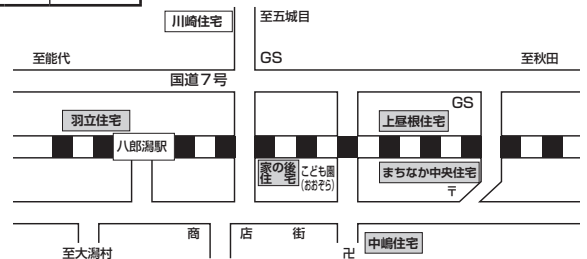 川崎住宅
至五城目
至能代
GS
至秋田
国道7号
GS
羽立住宅
上昼根住宅
八郎潟駅
家の後
住宅
こども園
(おおぞら)
まちなか中央住宅
〒
商店街
卍
中嶋住宅
至大潟村